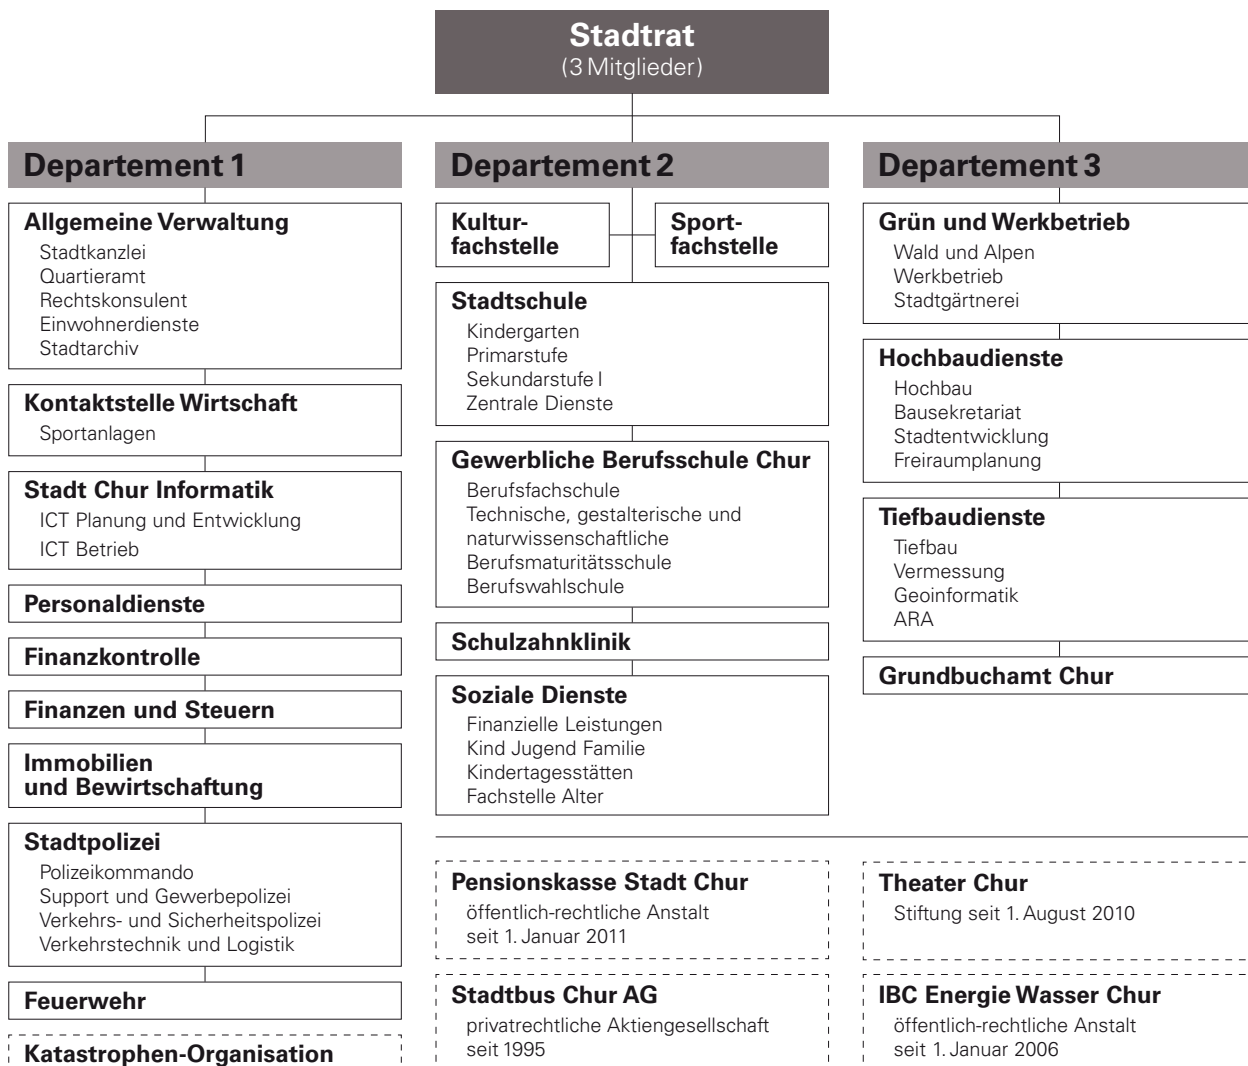 Stadtrat
(3 Mitglieder)
Departement 1
Allgemeine Verwaltung
Stadtkanzlei
Quartieramt
Rechtskonsulent
Einwohnerdienste
Stadtarchiv
Kontaktstelle Wirtschaft
Sportanlagen
Stadt Chur Informatik
ICT Planung und Entwicklung
ICT Betrieb
Personaldienste
Finanzkontrolle
Finanzen und Steuern
Immobilien
und Bewirtschaftung
Stadtpolizei
Polizeikommando
Support und Gewerbepolizei
Verkehrs- und Sicherheitspolizei
Verkehrstechnik und Logistik
Feuerwehr
Katastrophen-Organisation
Departement 2
Kultur-
fachstelle
Sport-
fachstelle
Stadtschule
Kindergarten
Primarstufe
Sekundarstufe I
Zentrale Dienste
Gewerbliche Berufsschule Chur
Berufsfachschule
Technische, gestalterische und
naturwissenschaftliche
Berufsmaturitätsschule
Berufswahlschule
Schulzahnklinik
Soziale Dienste
Finanzielle Leistungen
Kind Jugend Familie
Kindertagesstätten
Fachstelle Alter
Departement 3
Grün und Werkbetrieb
Wald und Alpen
Werkbetrieb
Stadtgärtnerei
Hochbaudienste
Hochbau
Bausekretariat
Stadtentwicklung
Freiraumplanung
Tiefbaudienste
Tiefbau
Vermessung
Geoinformatik
ARA
Grundbuchamt Chur
Pensionskasse Stadt Chur
öffentlich-rechtliche Anstalt
seit 1. Januar 2011
Theater Chur
Stiftung seit 1. August 2010
Stadtbus Chur AG
privatrechtliche Aktiengesellschaft
seit 1995
IBC Energie Wasser Chur
öffentlich-rechtliche Anstalt
seit 1. Januar 2006